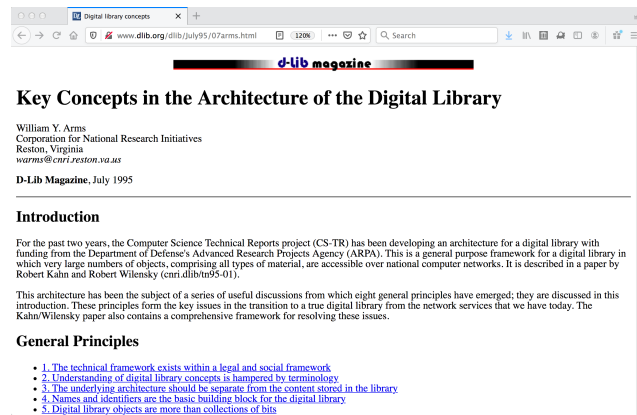 Digital library concepts
www.dlib.org/dlib/July95/07arms.html
120%
Search
d-Lib magazine
Key Concepts in the Architecture of the Digital Library
William Y. Arms
Corporation for National Research Initiatives
Reston, Virginia
warms@cnri.reston.va.us
D-Lib Magazine, July 1995
Introduction
For the past two years, the Computer Science Technical Reports project (CS-TR) has been developing an architecture for a digital library with
funding from the Department of Defense's Advanced Research Projects Agency (ARPA). This is a general purpose framework for a digital library in
which very large numbers of objects, comprising all types of material, are accessible over national computer networks. It is described in a paper by
Robert Kahn and Robert Wilensky (cnri.dlib/tn95-01).
This architecture has been the subject of a series of useful discussions from which eight general principles have emerged; they are discussed in this
introduction. These principles form the key issues in the transition to a true digital library from the network services that we have today. The
Kahn/Wilensky paper also contains a comprehensive framework for resolving these issues.
General Principles
1. The technical framework exists within a legal and social framework
2. Understanding of digital library concepts is hampered by terminology
3. The underlying architecture should be separate from the content stored in the library
4. Names and identifiers are the basic building block for the digital library
5. Digital library objects are more than collections of bits